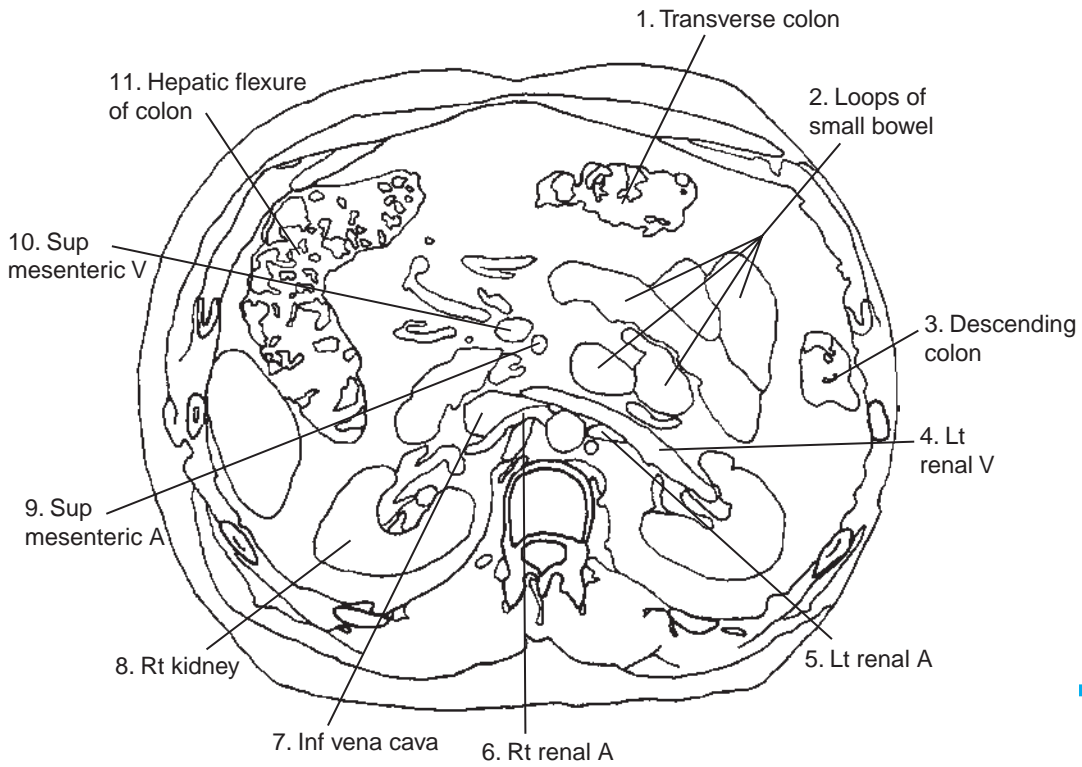 1. Transverse colon
2. Loops of
small bowel
3. Descending
colon
4. Lt
renal V
5. Lt renal A
6. Rt renal A
7. Inf vena cava
8. Rt kidney
9. Sup
mesenteric A
10. Sup
mesenteric V
11. Hepatic flexure
of colon